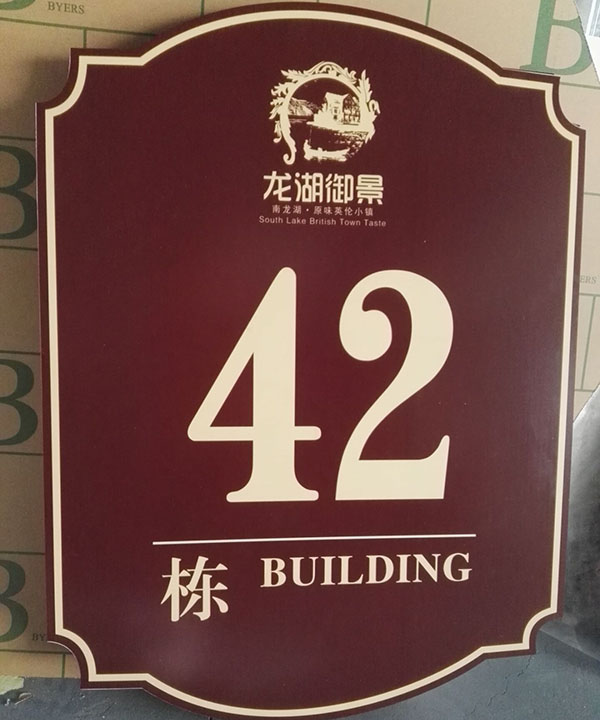 BYERS
龙湖御景
南龙湖·原味英伦小镇
South Lake British Town Taste
42
栋 BUILDING